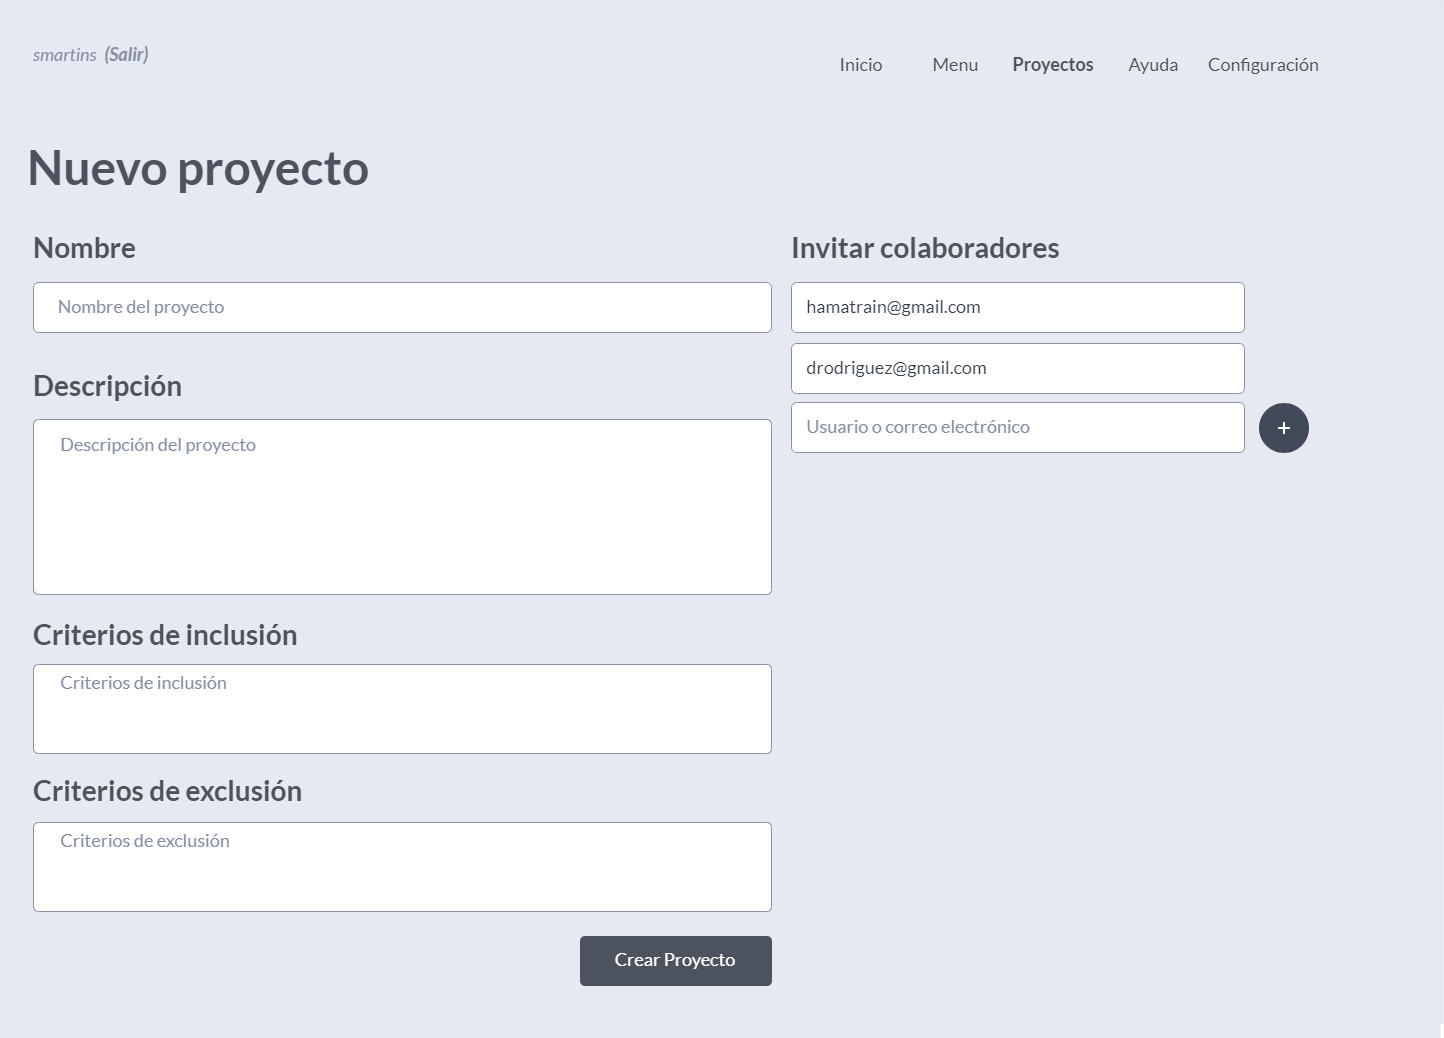 smartins (Salir)
Inicio Menu Proyectos Ayuda Configuración
Nuevo proyecto
Nombre
Nombre del proyecto
Descripción
Descripción del proyecto
Criterios de inclusión
Criterios de inclusión
Criterios de exclusión
Criterios de exclusión
Crear Proyecto
Invitar colaboradores
hamatrain@gmail.com
drodriguez@gmail.com
Usuario o correo electrónico
+